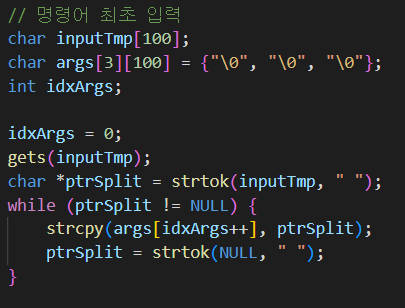 // 명령어 최초 입력
char inputTmp[100];
char args[3][100] = {"\0", "\0", "\0"};
int idxArgs;

idxArgs = 0;
gets(inputTmp);
char *ptrSplit = strtok(inputTmp, " ");
while (ptrSplit != NULL) {
    strcpy(args[idxArgs++], ptrSplit);
    ptrSplit = strtok(NULL, " ");
}